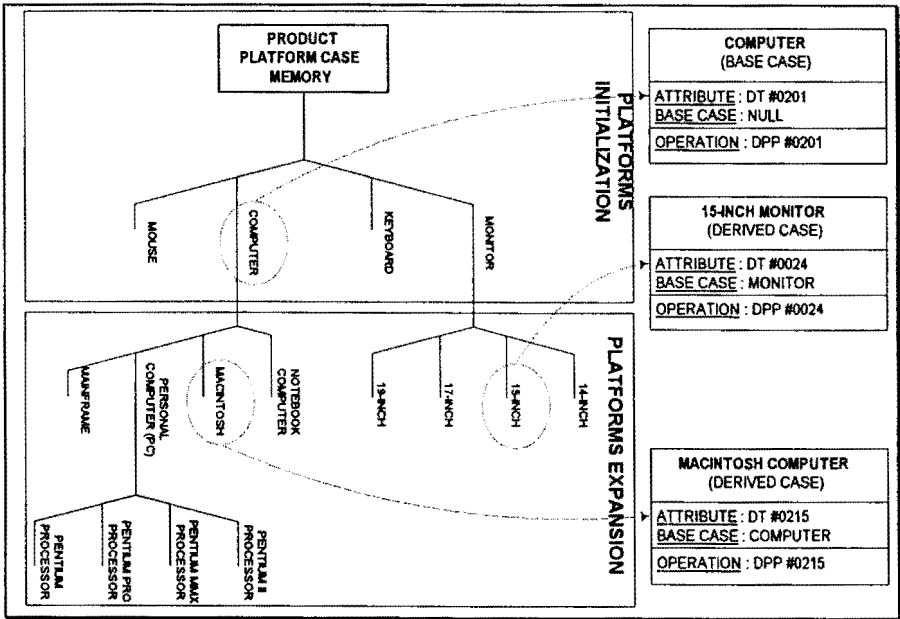 PRODUCT
PLATFORM CASE
MEMORY
PLATFORMS
INITIALIZATION
MOUSE
COMPUTER
KEYBOARD
MONITOR
PLATFORMS EXPANSION
MAINFRAME
PERSONAL
COMPUTER (PC)
MACINTOSH
NOTEBOOK
COMPUTER
19-INCH
17-INCH
15-INCH
14-INCH
PENTIUM
PROCESSOR
PENTIUM PRO
PROCESSOR
PENTIUM MMX
PROCESSOR
PENTIUM II
PROCESSOR
COMPUTER
(BASE CASE)
ATTRIBUTE : DT #0201
BASE CASE : NULL
OPERATION : DPP #0201
15-INCH MONITOR
(DERIVED CASE)
ATTRIBUTE : DT #0024
BASE CASE : MONITOR
OPERATION : DPP #0024
MACINTOSH COMPUTER
(DERIVED CASE)
ATTRIBUTE : DT #0215
BASE CASE : COMPUTER
OPERATION : DPP #0215